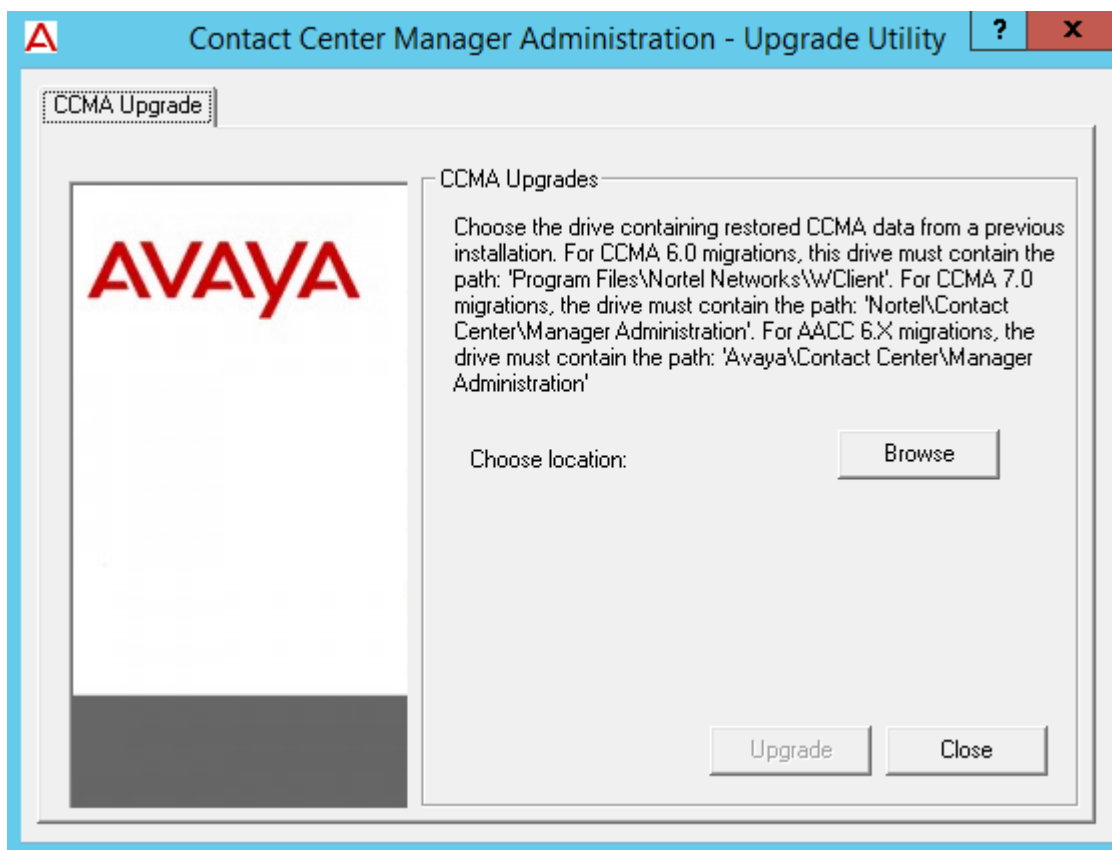 Contact Center Manager Administration - Upgrade Utility
?
x
CCMA Upgrade
AVAYA
CCMA Upgrades
Choose the drive containing restored CCMA data from a previous
installation. For CCMA 6.0 migrations, this drive must contain the
path: 'Program Files\Nortel Networks\WClient'. For CCMA 7.0
migrations, the drive must contain the path: 'Nortel\Contact
Center\Manager Administration'. For AACC 6.X migrations, the
drive must contain the path: 'Avaya\Contact Center\Manager
Administration'
Choose location:
Browse
Upgrade
Close